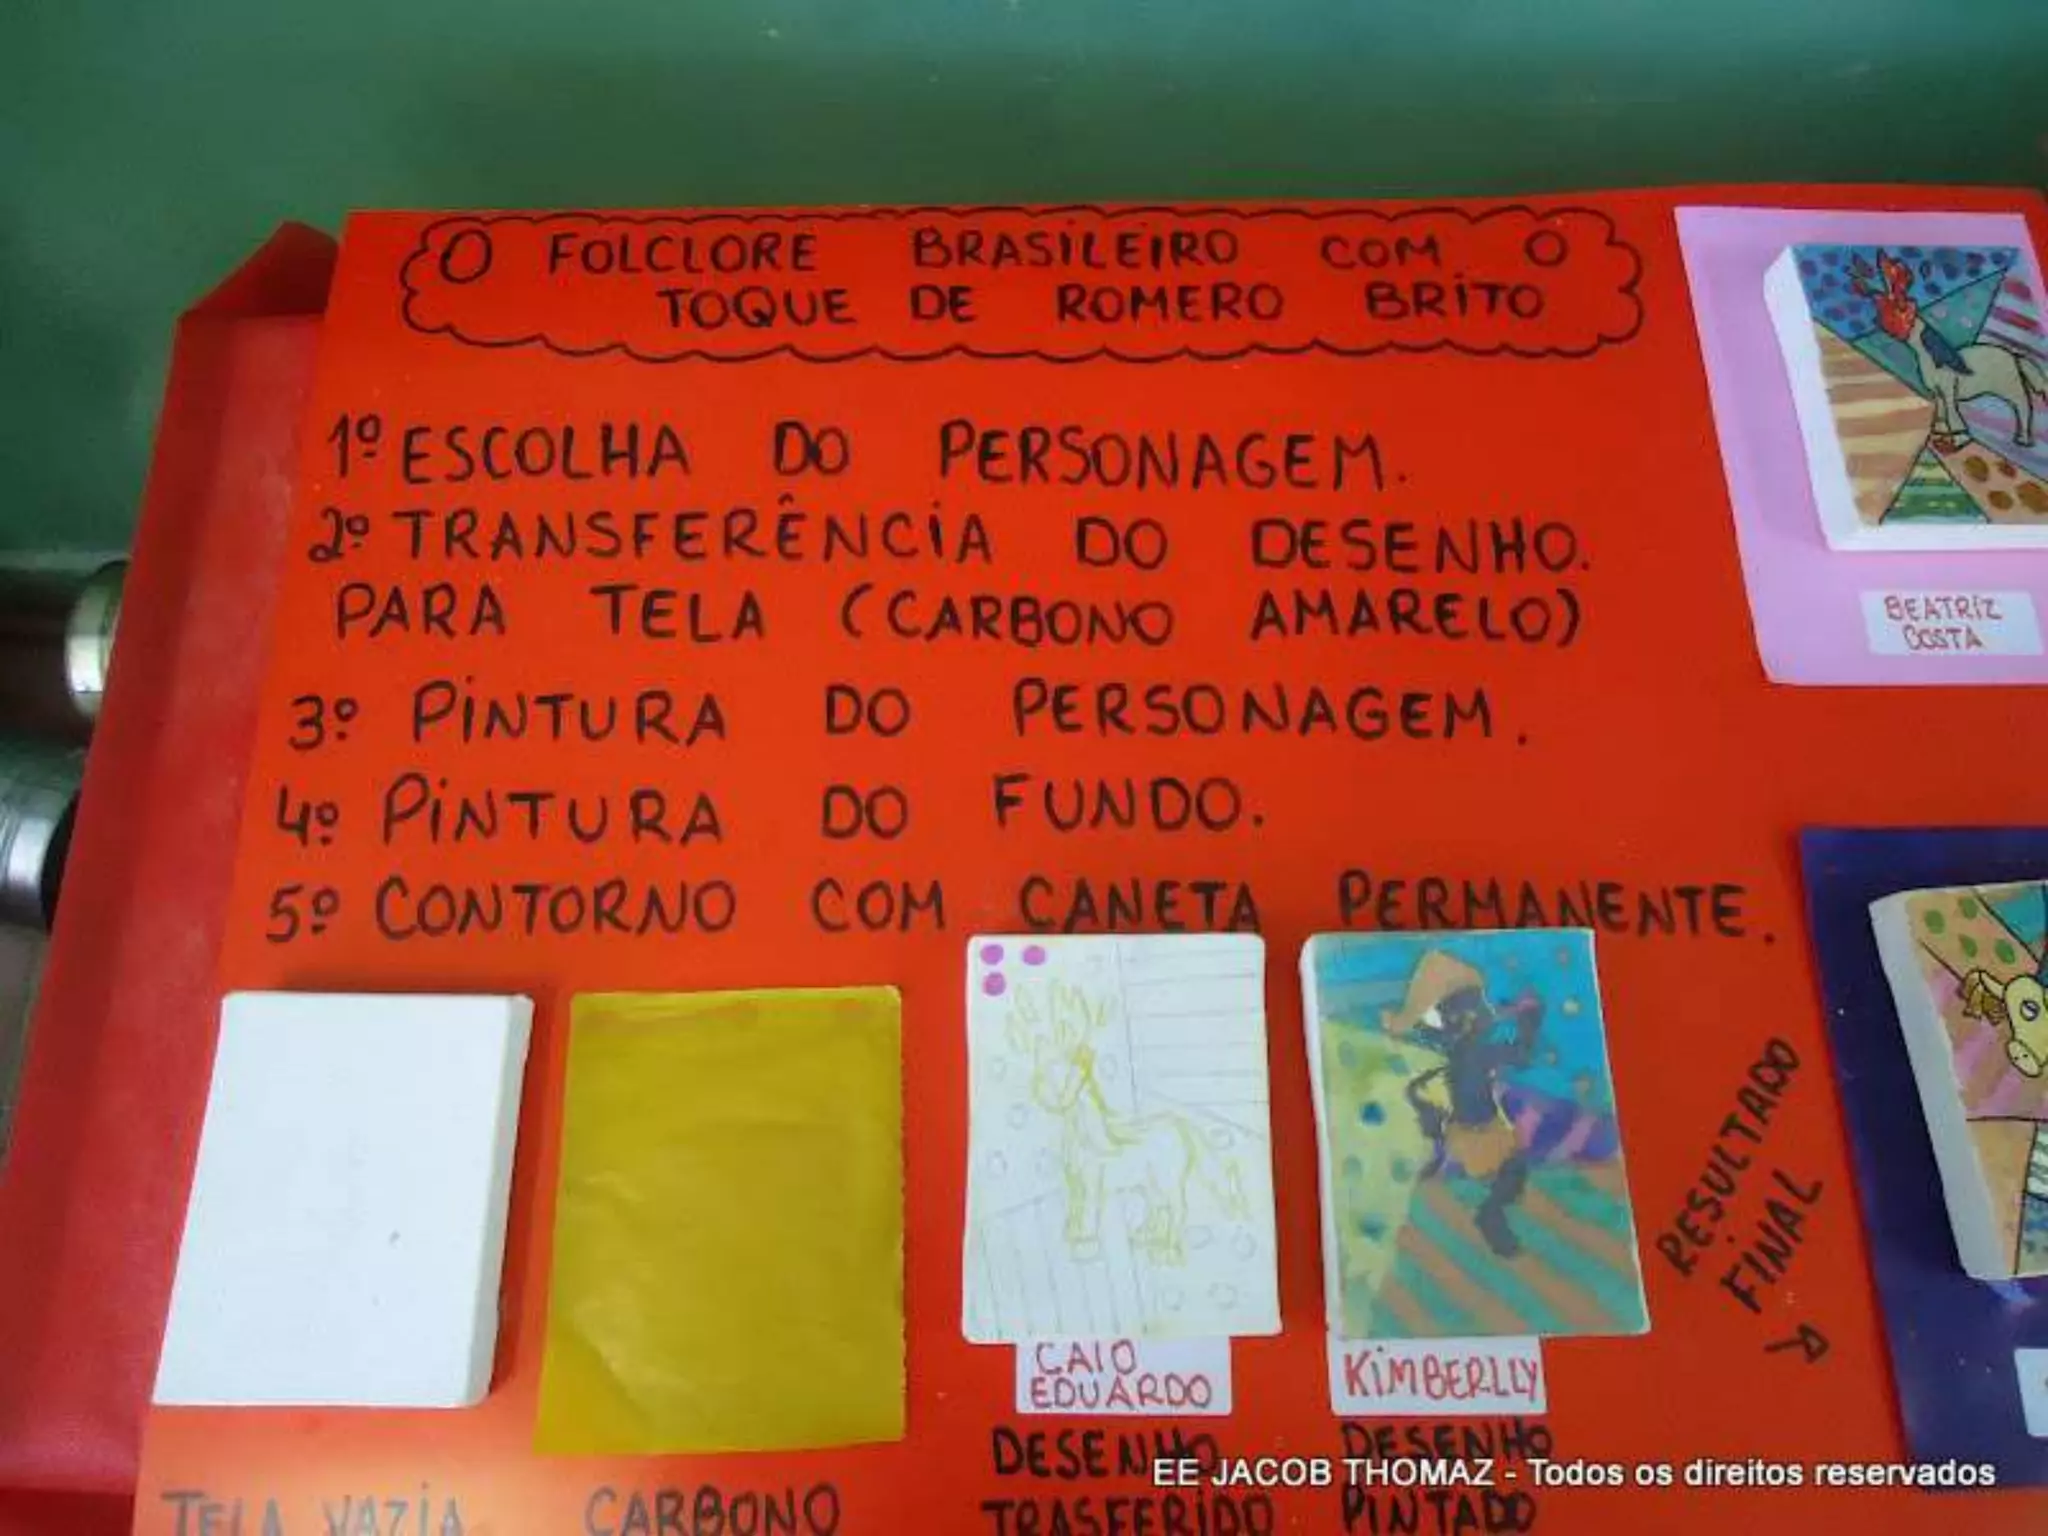 O FOLCLORE BRASILEIRO COM O
TOQUE DE ROMERO BRITO
1º ESCOLHA DO PERSONAGEM.
2º TRANSFERÊNCIA DO DESENHO.
PARA TELA (CARBONO AMARELO)
3º PINTURA DO PERSONAGEM.
4º PINTURA DO FUNDO.
5º CONTORNO COM CANETA PERMANENTE.
BEATRIZ
COSTA
RESULTADO
FINAL
CAIO
EDUARDO
KIMBERLLY
DESENHO
TRASFERIDO
DESENHO
PINTADO
TELA VAZIA
CARBONO
EE JACOB THOMAZ - Todos os direitos reservados